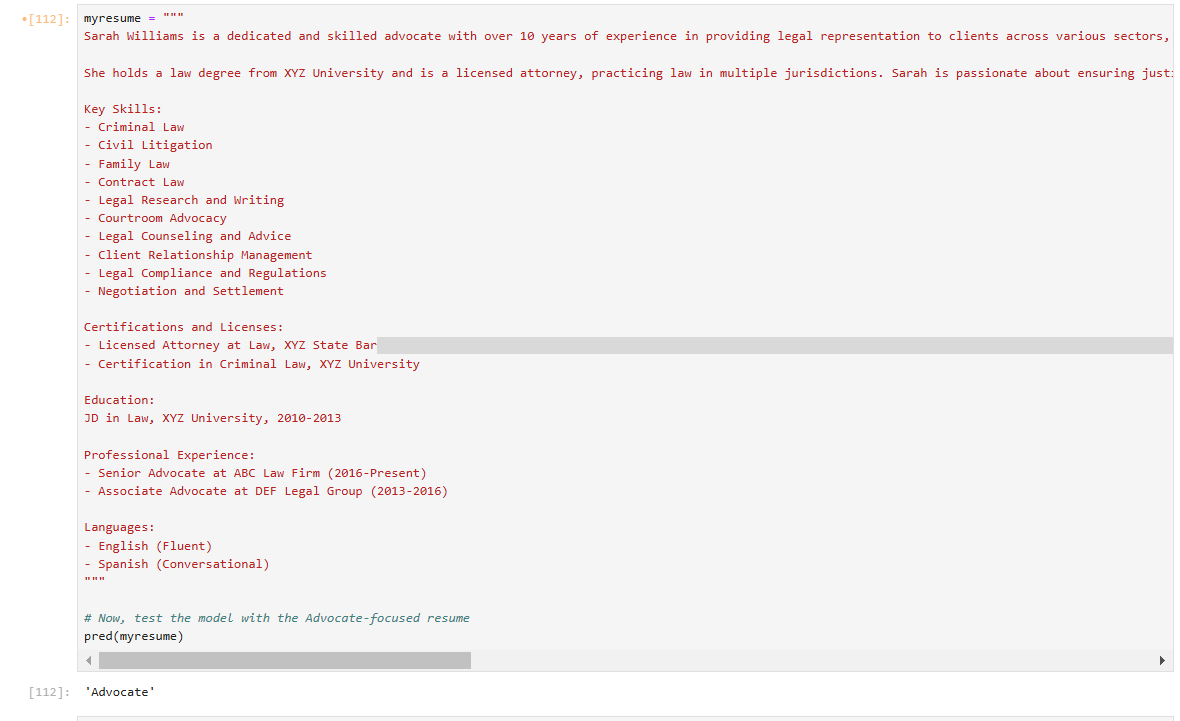 [112]: myresume = """
Sarah Williams is a dedicated and skilled advocate with over 10 years of experience in providing legal representation to clients across various sectors,
She holds a law degree from XYZ University and is a licensed attorney, practicing law in multiple jurisdictions. Sarah is passionate about ensuring
Key Skills:
- Criminal Law
- Civil Litigation
- Family Law
- Contract Law
- Legal Research and Writing
- Courtroom Advocacy
- Legal Counseling and Advice
- Client Relationship Management
- Legal Compliance and Regulations
- Negotiation and Settlement
Certifications and Licenses:
- Licensed Attorney at Law, XYZ State Bar
- Certification in Criminal Law, XYZ University
Education:
JD in Law, XYZ University, 2010-2013
Professional Experience:
- Senior Advocate at ABC Law Firm (2016-Present)
- Associate Advocate at DEF Legal Group (2013-2016)
Languages:
- English (Fluent)
- Spanish (Conversational)
"""
# Now, test the model with the Advocate-focused resume
pred(myresume)
[112]: 'Advocate'